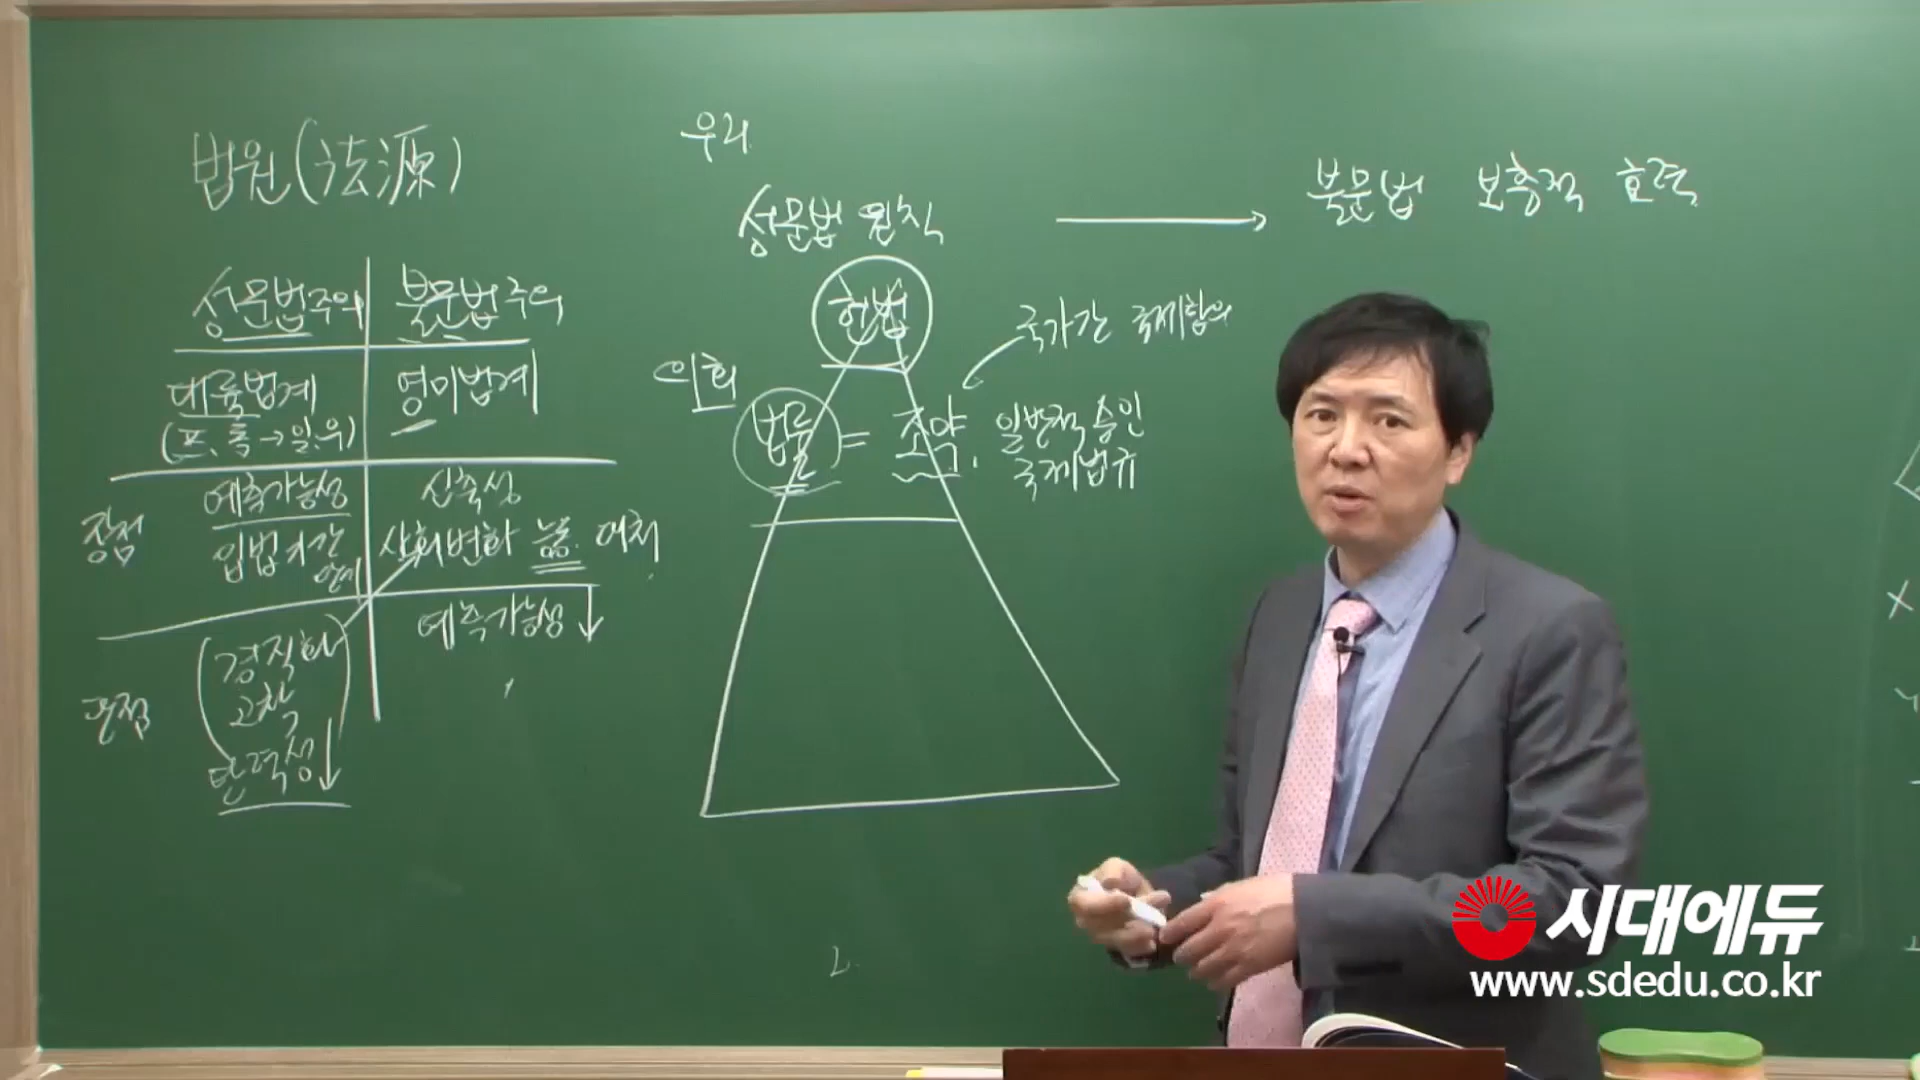 법원(法源)
성문법주의 불문법주의
대륙법계 영미법계
(프, 독→일, 우)
장점 예측가능성 신축성
입법기간 사회변화 능동 대처
단점 경직화 예측가능성↓
고착
탄력성↓
우리
성문법 원칙 → 불문법 보충적 효력
헌법
국가간 국제합의
의회
법률 = 조약, 일반적 승인
국제법규
시대에듀
www.sdedu.co.kr